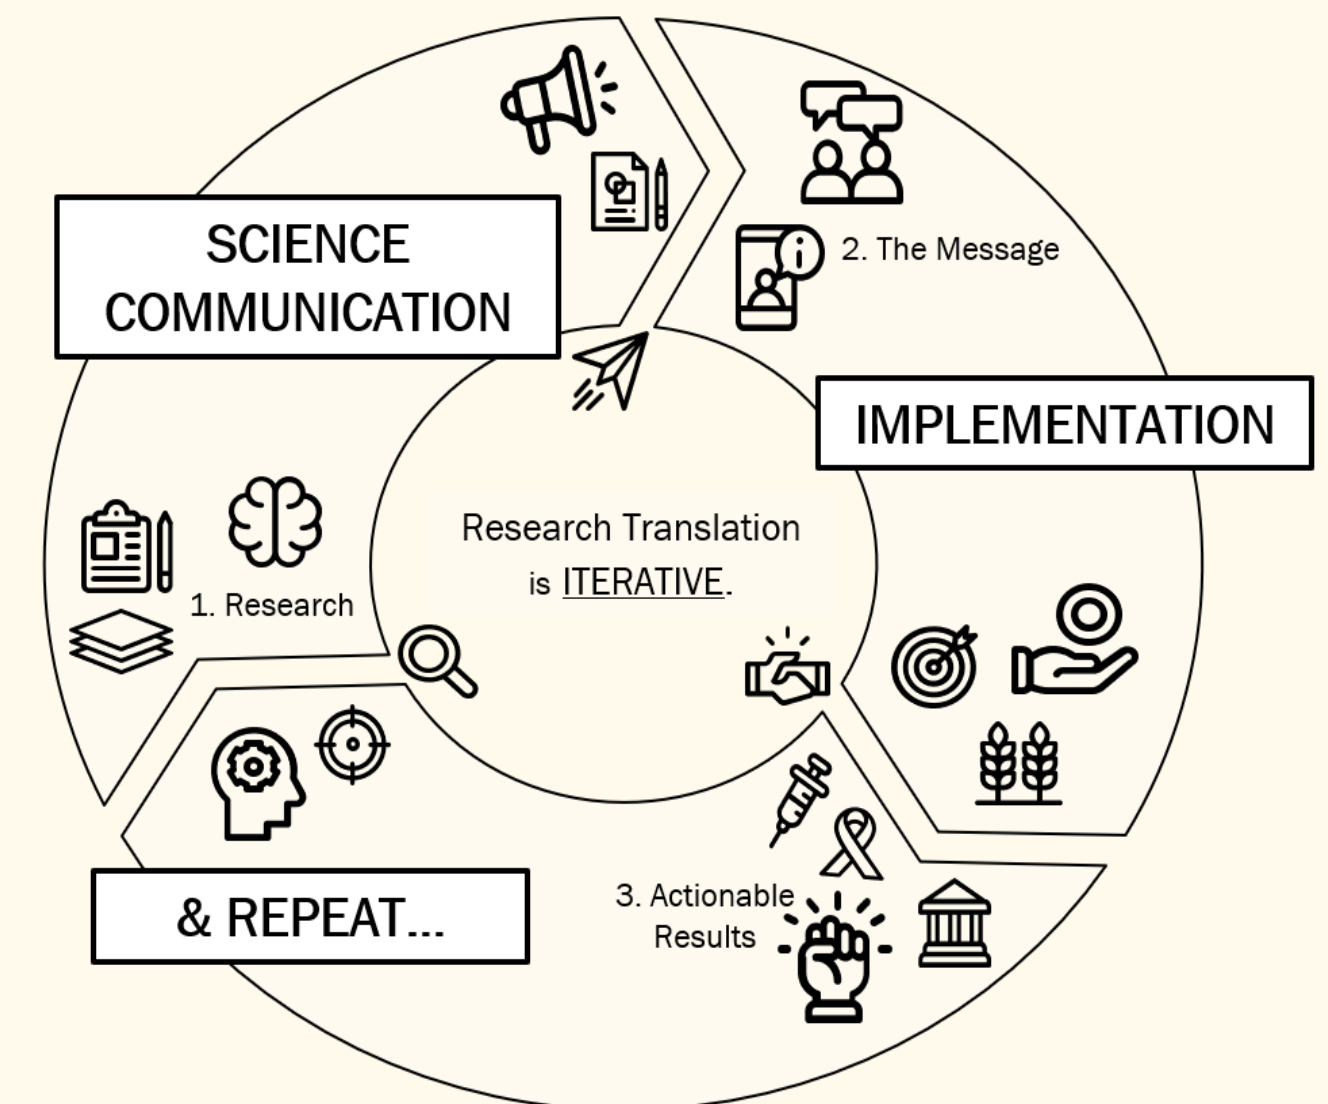 SCIENCE
COMMUNICATION
1. Research
2. The Message
IMPLEMENTATION
Research Translation
is ITERATIVE.
3. Actionable
Results
& REPEAT...